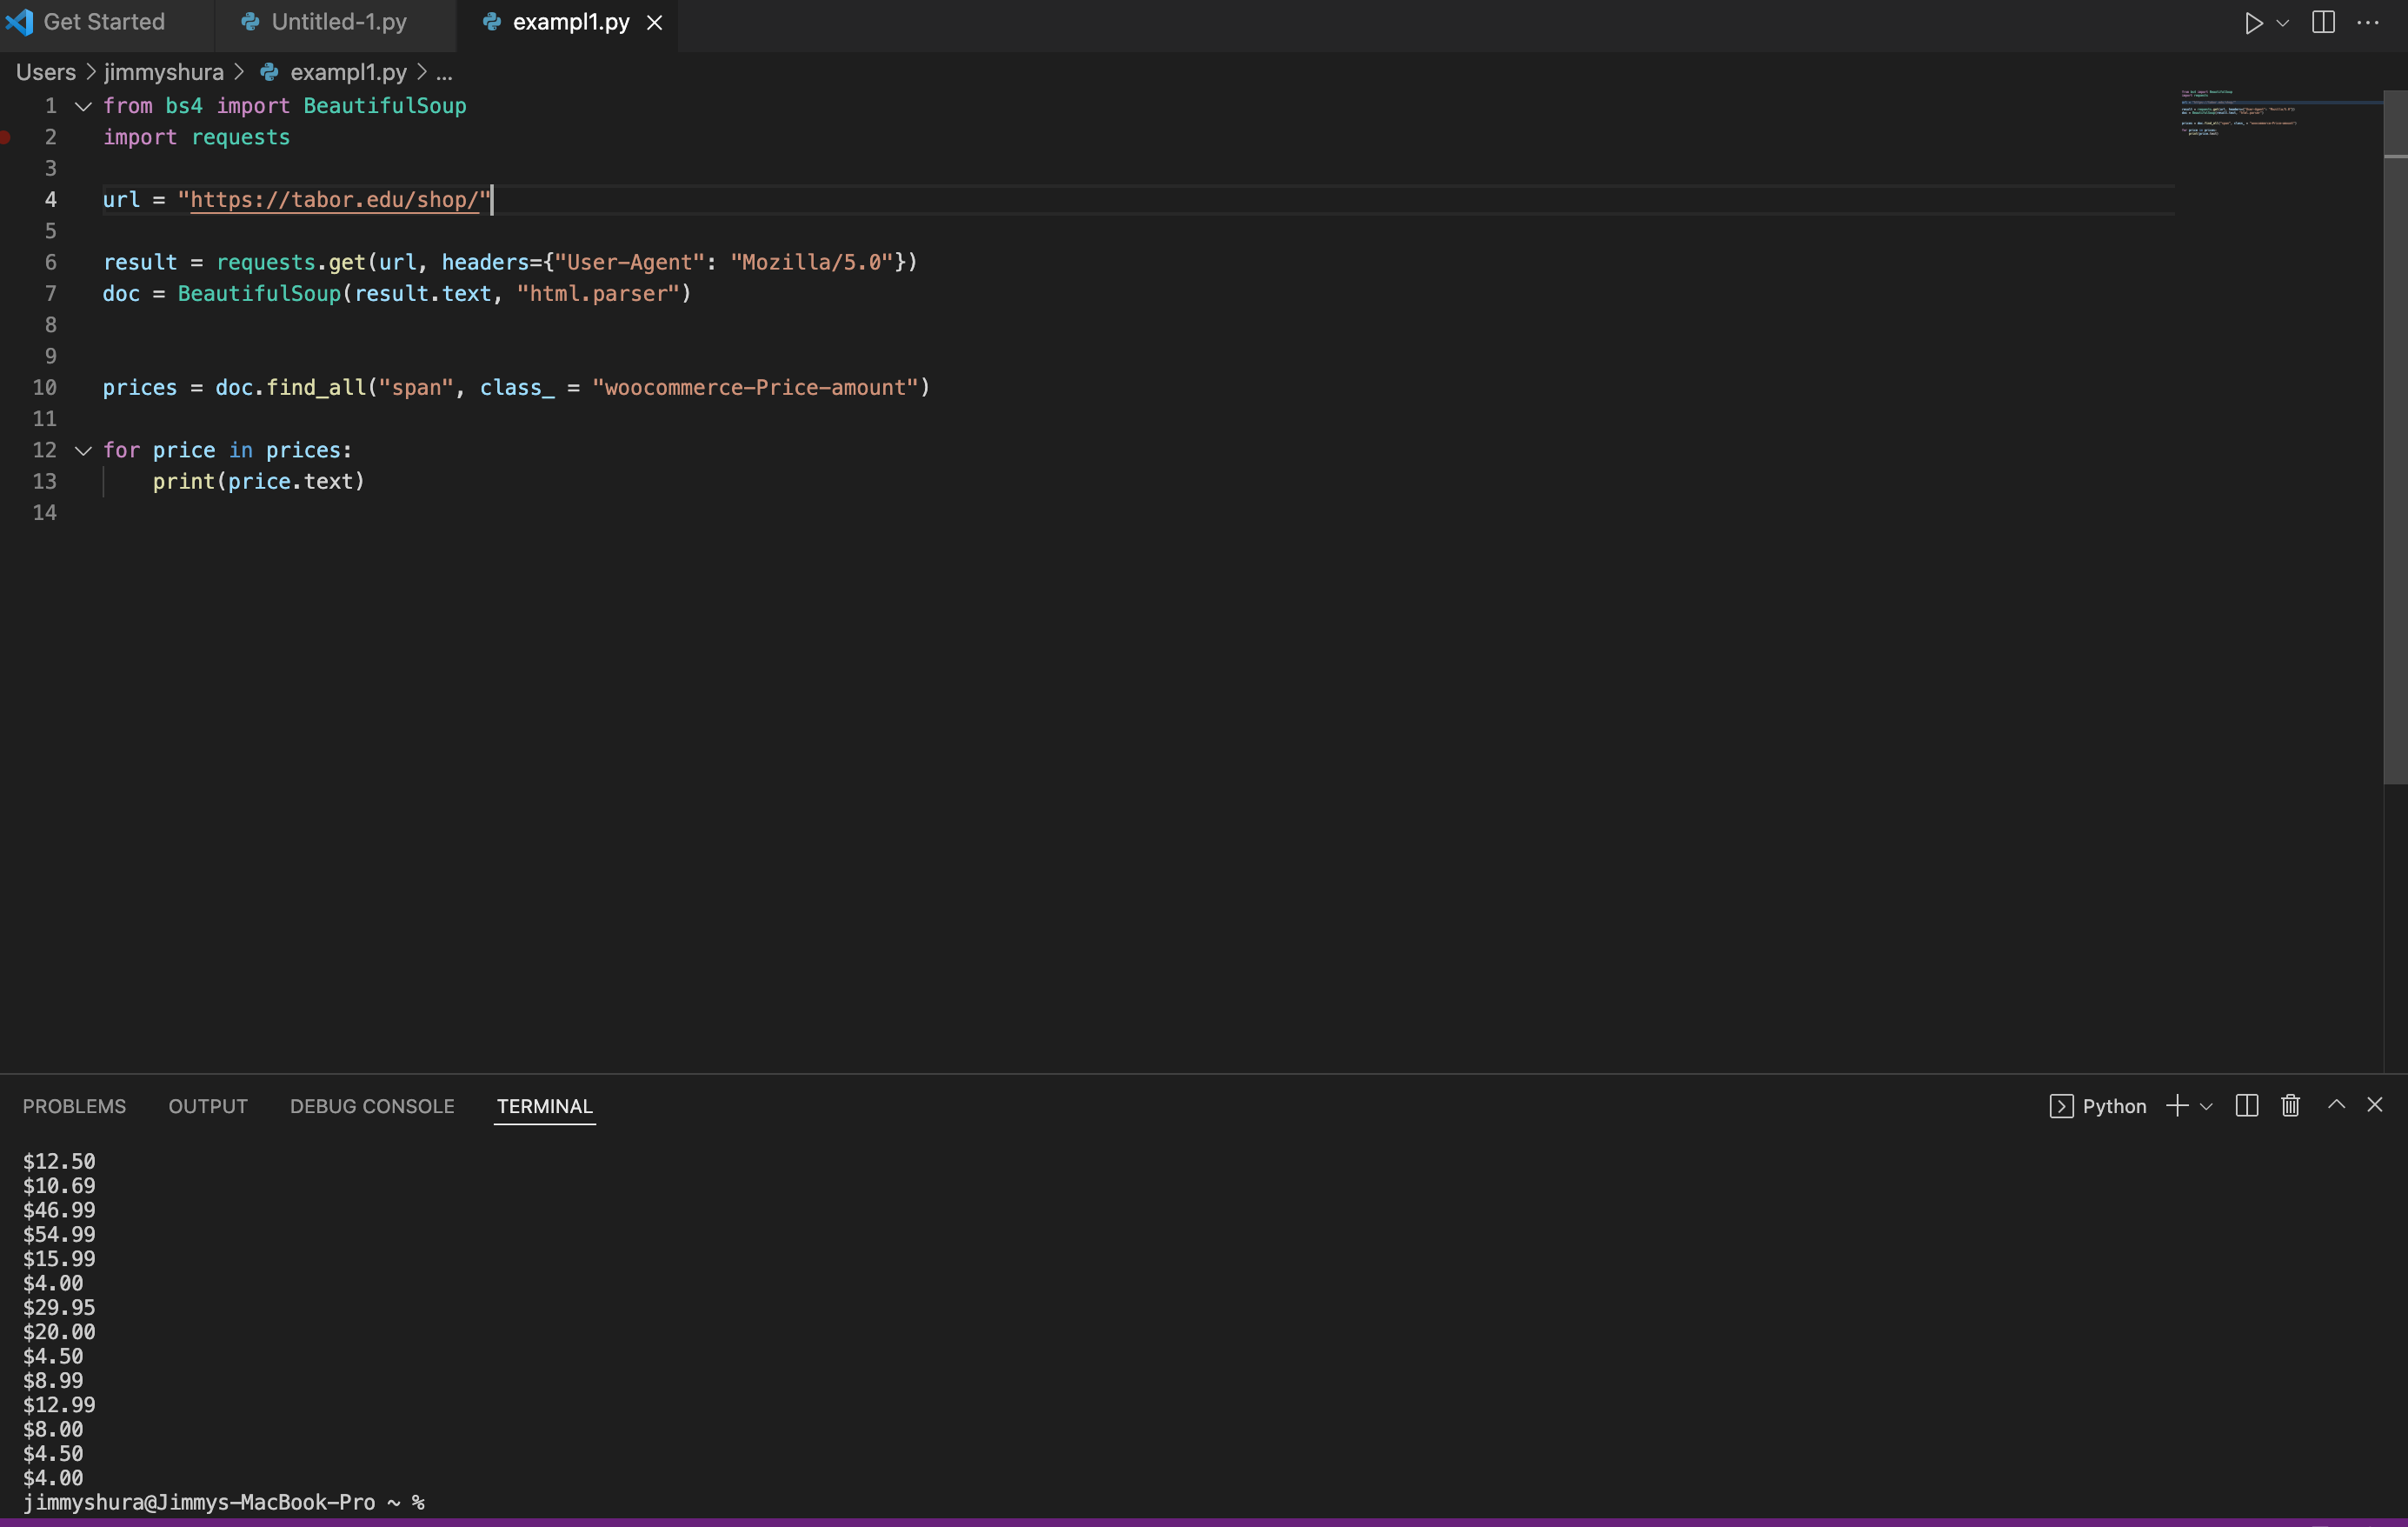 Get Started Untitled-1.py exampl1.py
Users > jimmyshura > exampl1.py > ...
1 from bs4 import BeautifulSoup
2 import requests
3
4 url = "https://tabor.edu/shop/"
5
6 result = requests.get(url, headers={"User-Agent": "Mozilla/5.0"})
7 doc = BeautifulSoup(result.text, "html.parser")
8
9
10 prices = doc.find_all("span", class_ = "woocommerce-Price-amount")
11
12 for price in prices:
13     print(price.text)
14
PROBLEMS OUTPUT DEBUG CONSOLE TERMINAL Python
$12.50
$10.69
$46.99
$54.99
$15.99
$4.00
$29.95
$20.00
$4.50
$8.99
$12.99
$8.00
$4.50
$4.00
jimmyshura@Jimmys-MacBook-Pro ~ %